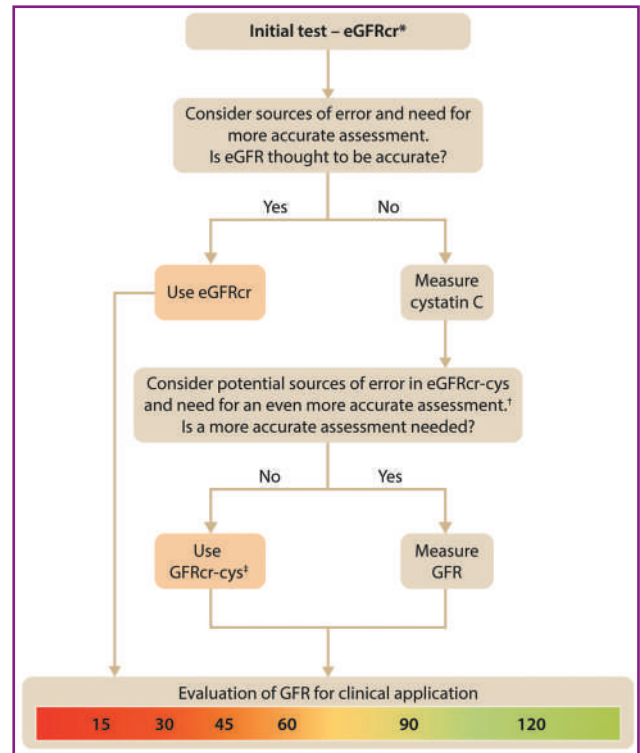 Initial test – eGFRcr*
Consider sources of error and need for
more accurate assessment.
Is eGFR thought to be accurate?
Yes
No
Use eGFRcr
Measure
cystatin C
Consider potential sources of error in eGFRcr-cys
and need for an even more accurate assessment.†
Is a more accurate assessment needed?
No
Yes
Use
GFRcr-cys‡
Measure
GFR
Evaluation of GFR for clinical application
15 30 45 60 90 120